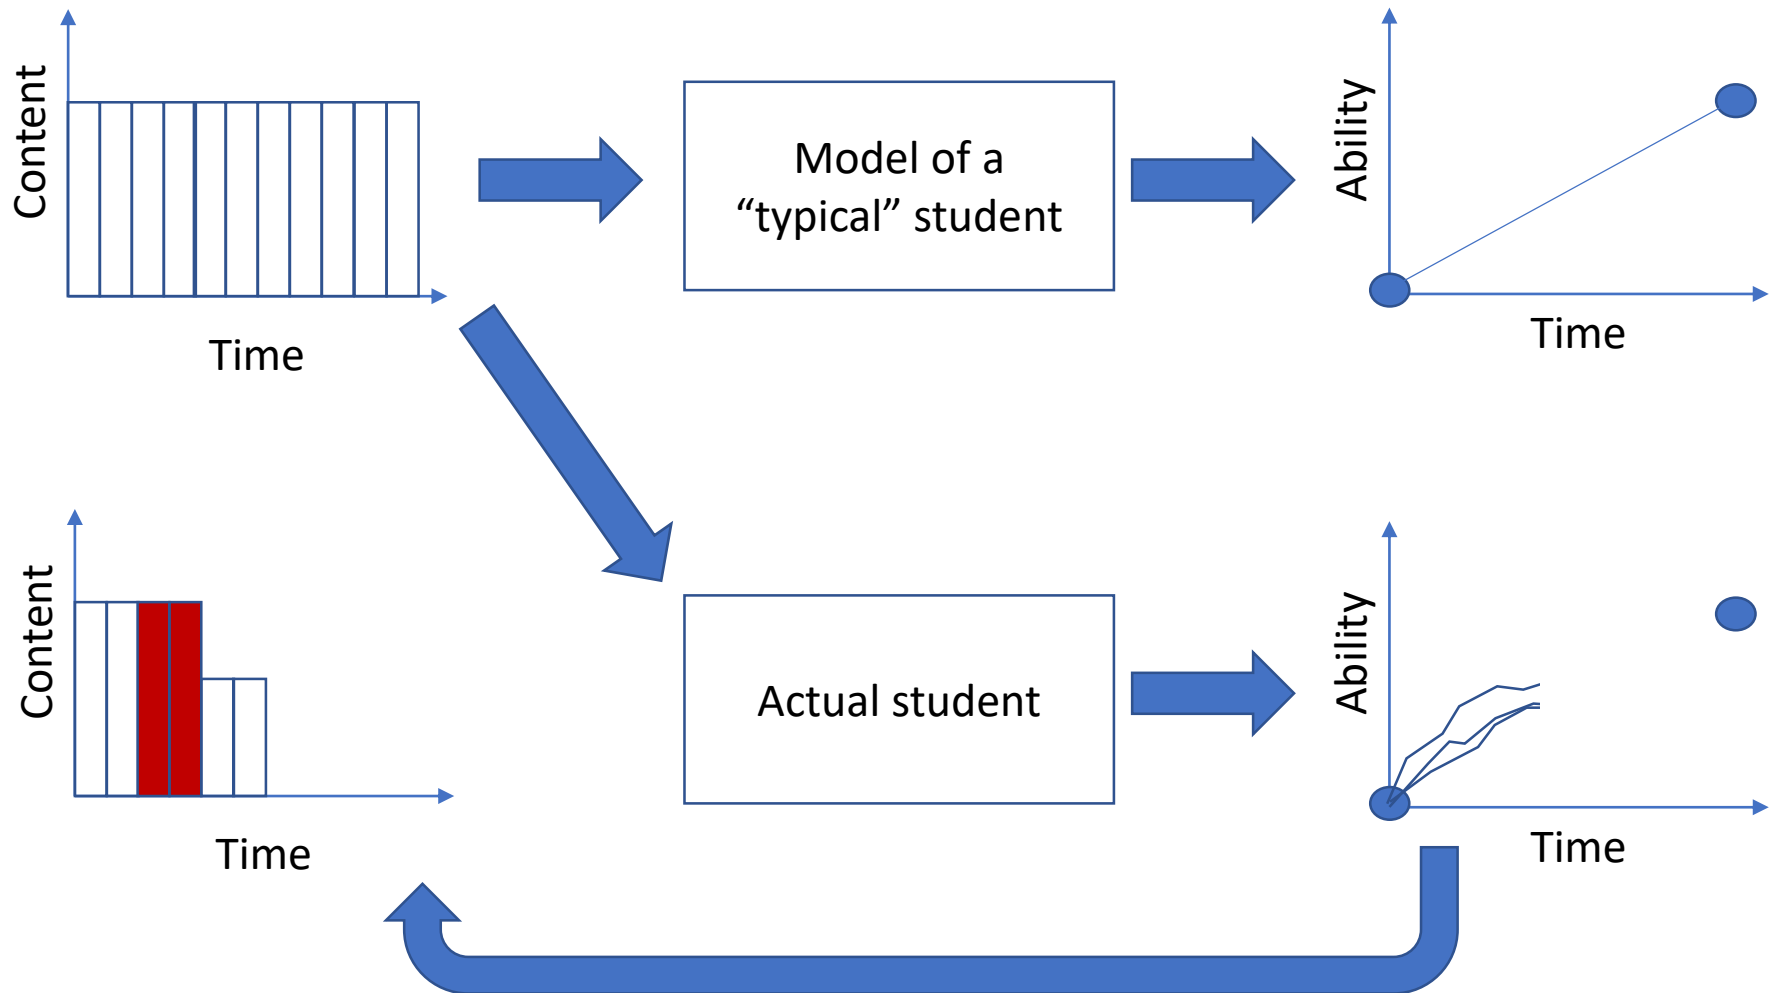 Content
Time
Model of a
“typical” student
Ability
Time
Content
Time
Actual student
Ability
Time